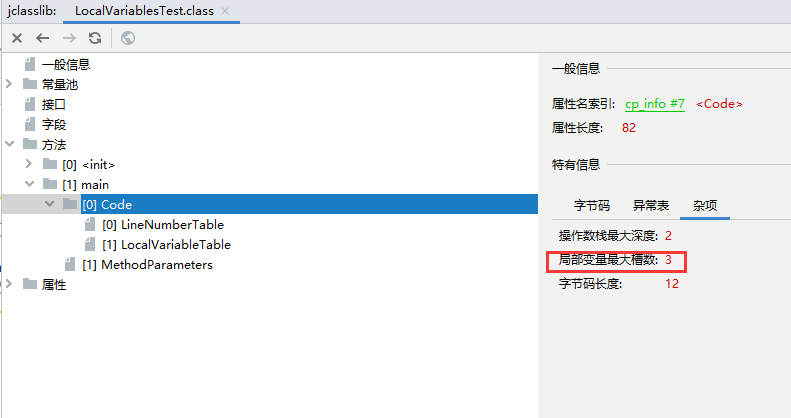 jclasslib: LocalVariablesTest.class
一般信息
常量池
接口
字段
方法
[0] <init>
[1] main
[0] Code
[0] LineNumberTable
[1] LocalVariableTable
[1] MethodParameters
属性
一般信息
属性名索引: cp_info #7 <Code>
属性长度: 82
特有信息
字节码 异常表 杂项
操作数栈最大深度: 2
局部变量最大槽数: 3
字节码长度: 12